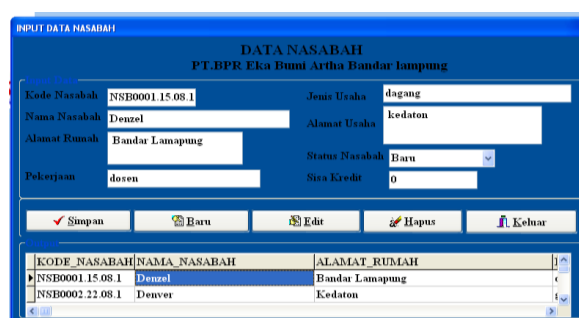 INPUT DATA NASABAH
DATA NASABAH
PT.BPR Eka Bumi Artha Bandar lampung
Kode Nasabah NSB0001.15.08.1 Jenis Usaha dagang
Nama Nasabah Denzel Alamat Usaha kedaton
Alamat Rumah Bandar Lamapung
Status Nasabah Baru
Pekerjaan dosen Sisa Kredit 0
Simpan Baru Edit Hapus Keluar
KODE_NASABAH NAMA_NASABAH ALAMAT_RUMAH
NSB0001.15.08.1 Denzel Bandar Lamapung
NSB0002.22.08.1 Denver Kedaton